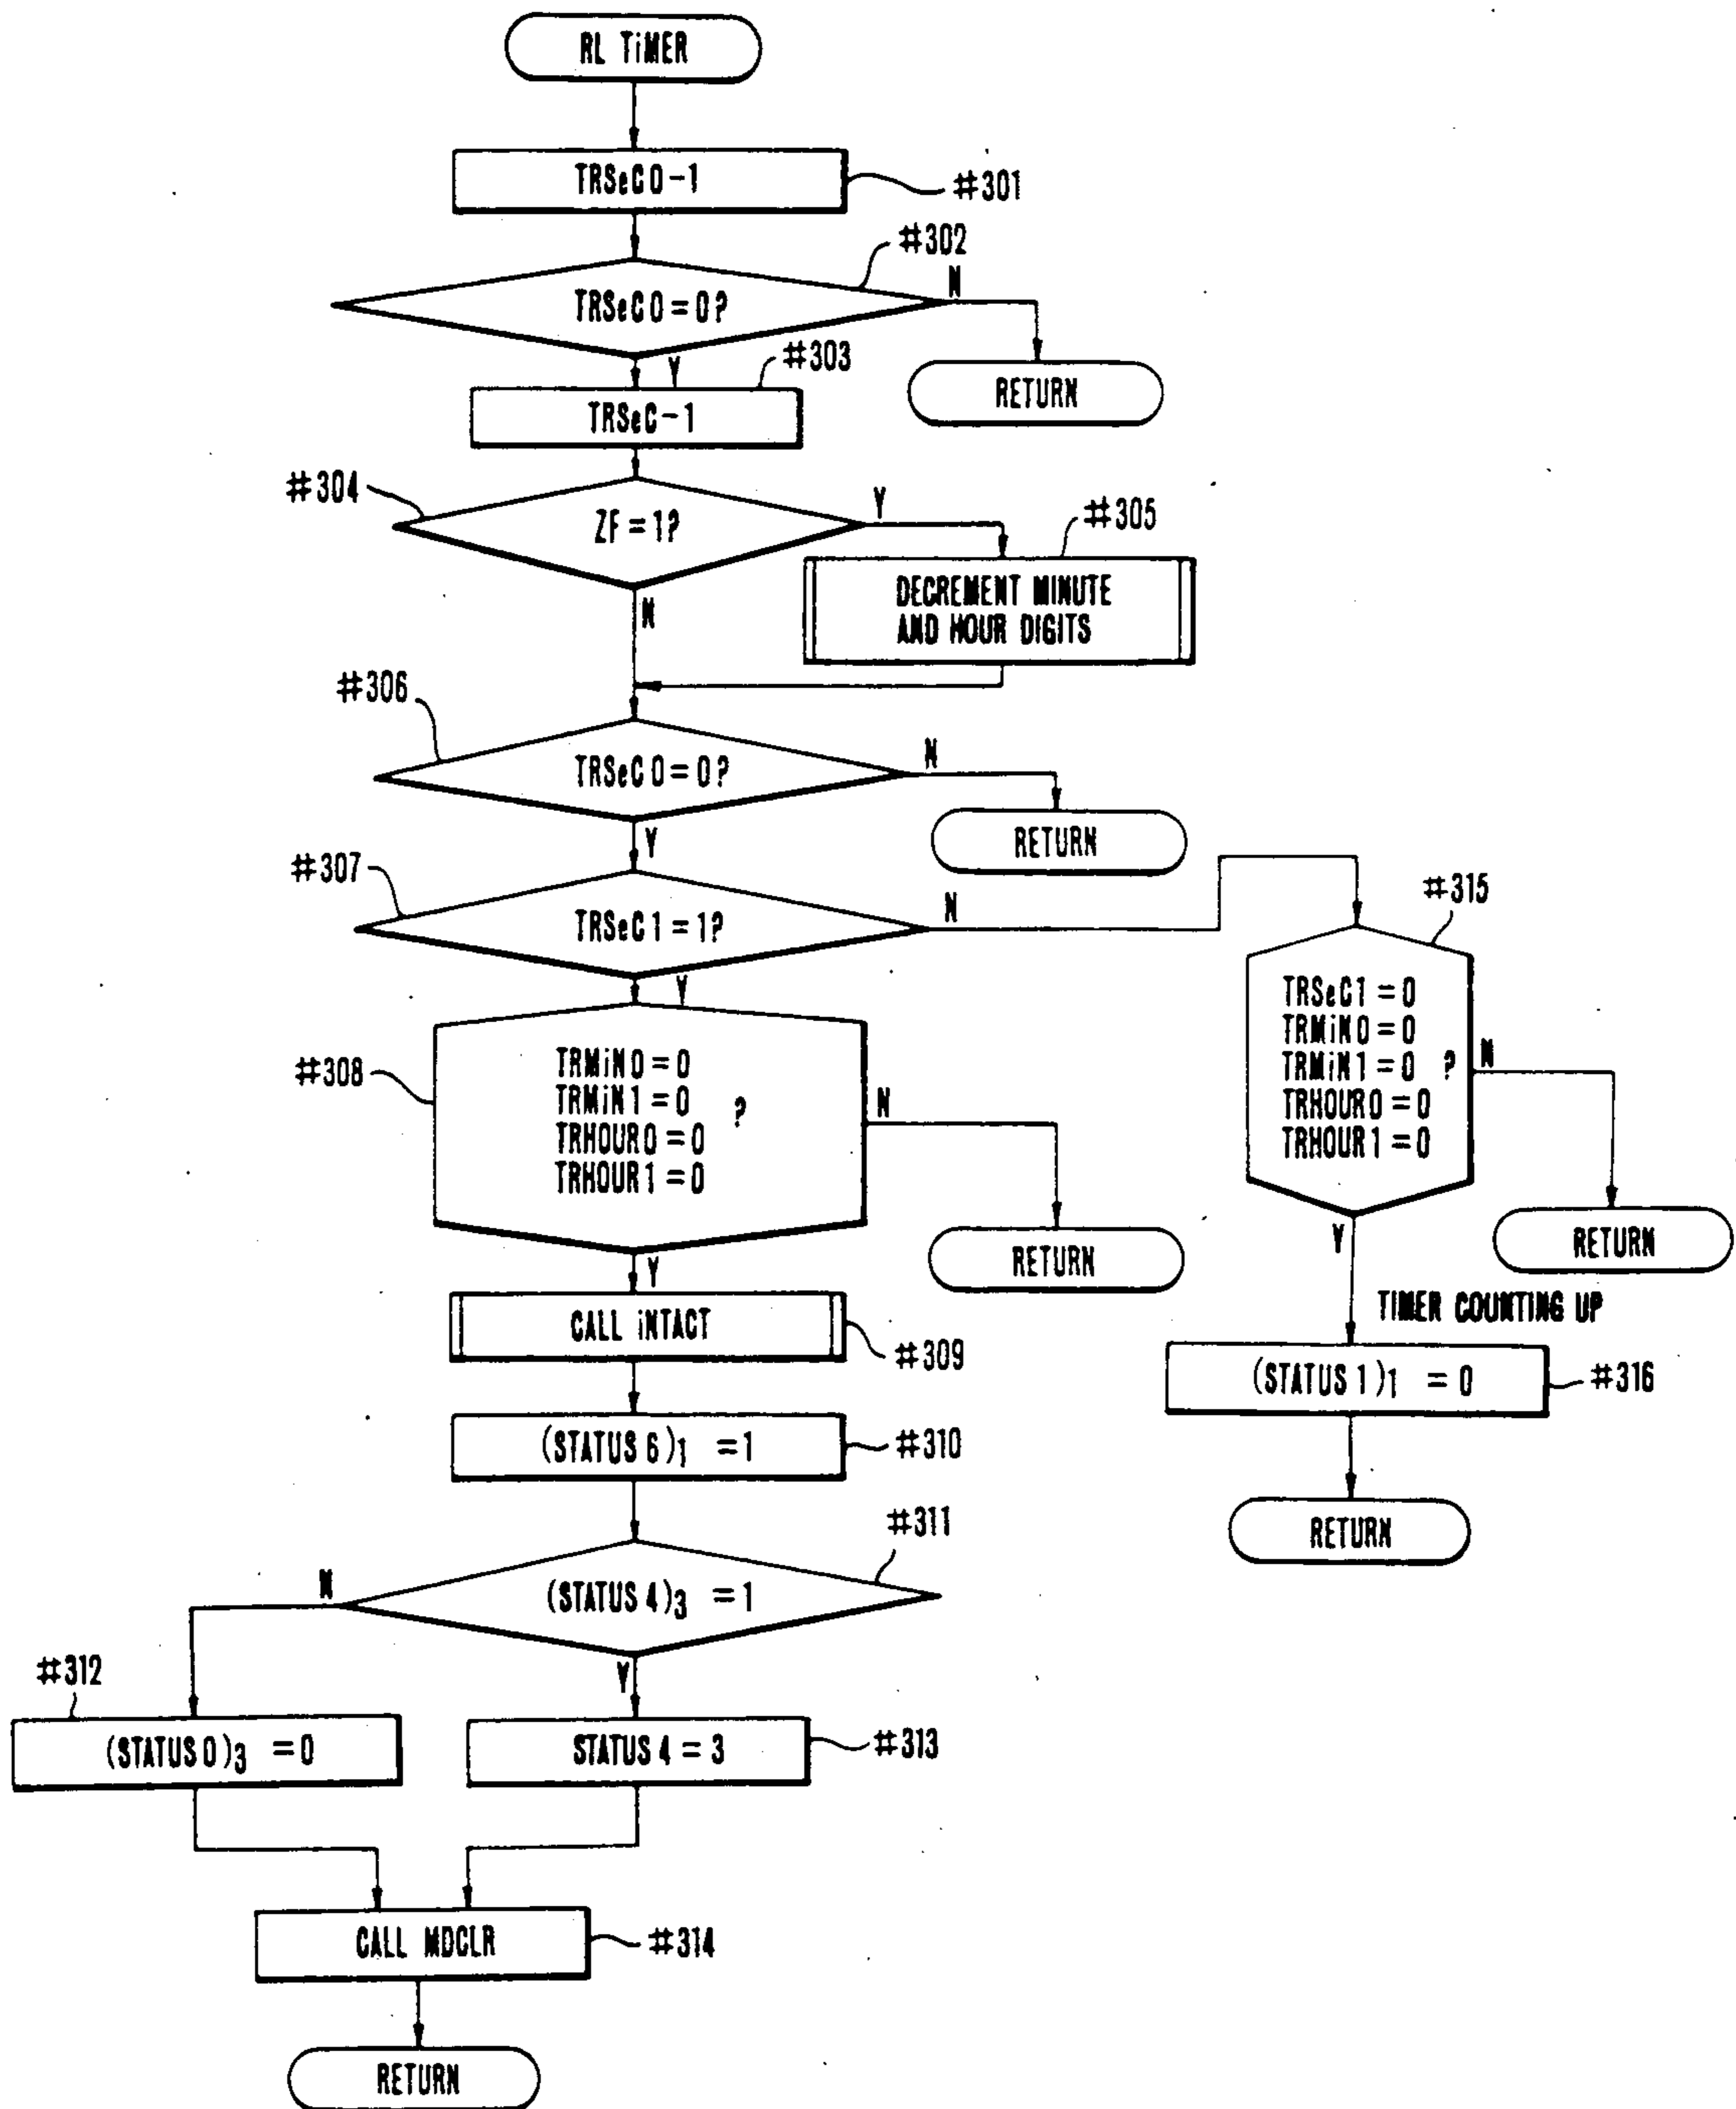 RL TiMER
TRSeC0-1
#301
#302
TRSeC0=0?
N
RETURN
Y
#303
TRSeC-1
#304
ZF=1?
Y
#305
DECREMENT MINUTE
AND HOUR DIGITS
N
#306
TRSeC0=0?
N
RETURN
Y
#307
TRSeC1=1?
N
#315
TRSeC1=0
TRMiN0=0
TRMiN1=0 ?
TRHOUR0=0
TRHOUR1=0
N
RETURN
Y
Y
#308
TRMiN0=0
TRMiN1=0
?
TRHOUR0=0
TRHOUR1=0
N
RETURN
Y
TIMER COUNTING UP
CALL iNTACT
#309
(STATUS1)1 =0
#316
RETURN
(STATUS6)1 =1
#310
#311
(STATUS4)3 =1
N
Y
#312
(STATUS0)3 =0
STATUS4=3
#313
CALL MDCLR
#314
RETURN